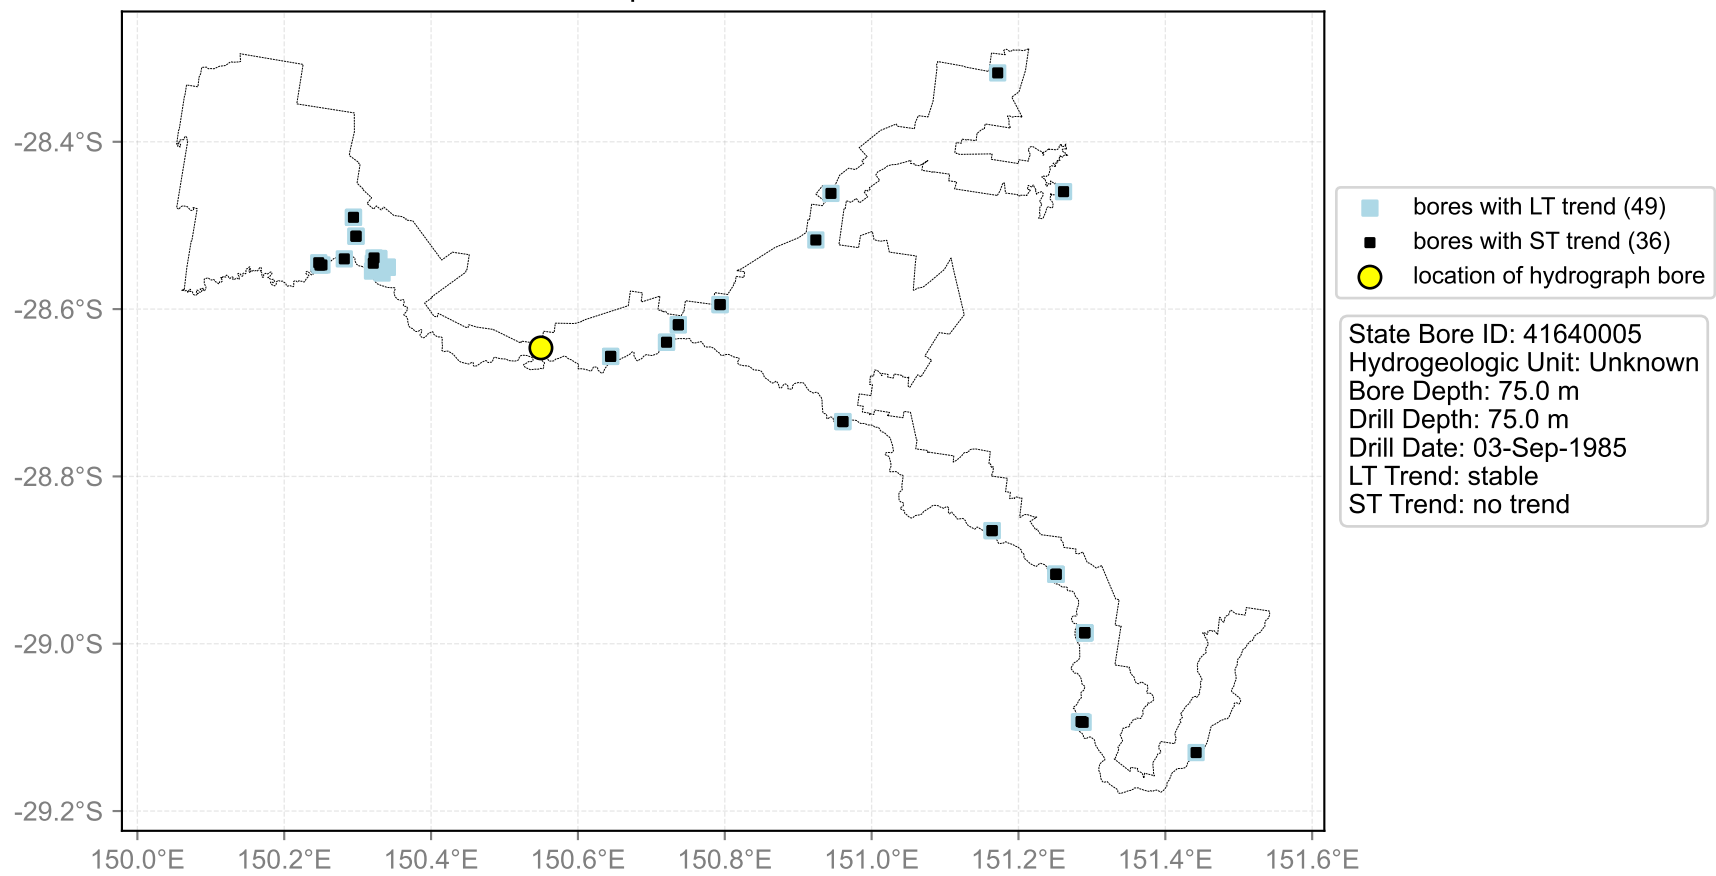 -28.4°S
-28.6°S
-28.8°S
-29.0°S
-29.2°S
150.0°E
150.2°E
150.4°E
150.6°E
150.8°E
151.0°E
151.2°E
151.4°E
151.6°E
bores with LT trend (49)
bores with ST trend (36)
location of hydrograph bore
State Bore ID: 41640005
Hydrogeologic Unit: Unknown
Bore Depth: 75.0 m
Drill Depth: 75.0 m
Drill Date: 03-Sep-1985
LT Trend: stable
ST Trend: no trend